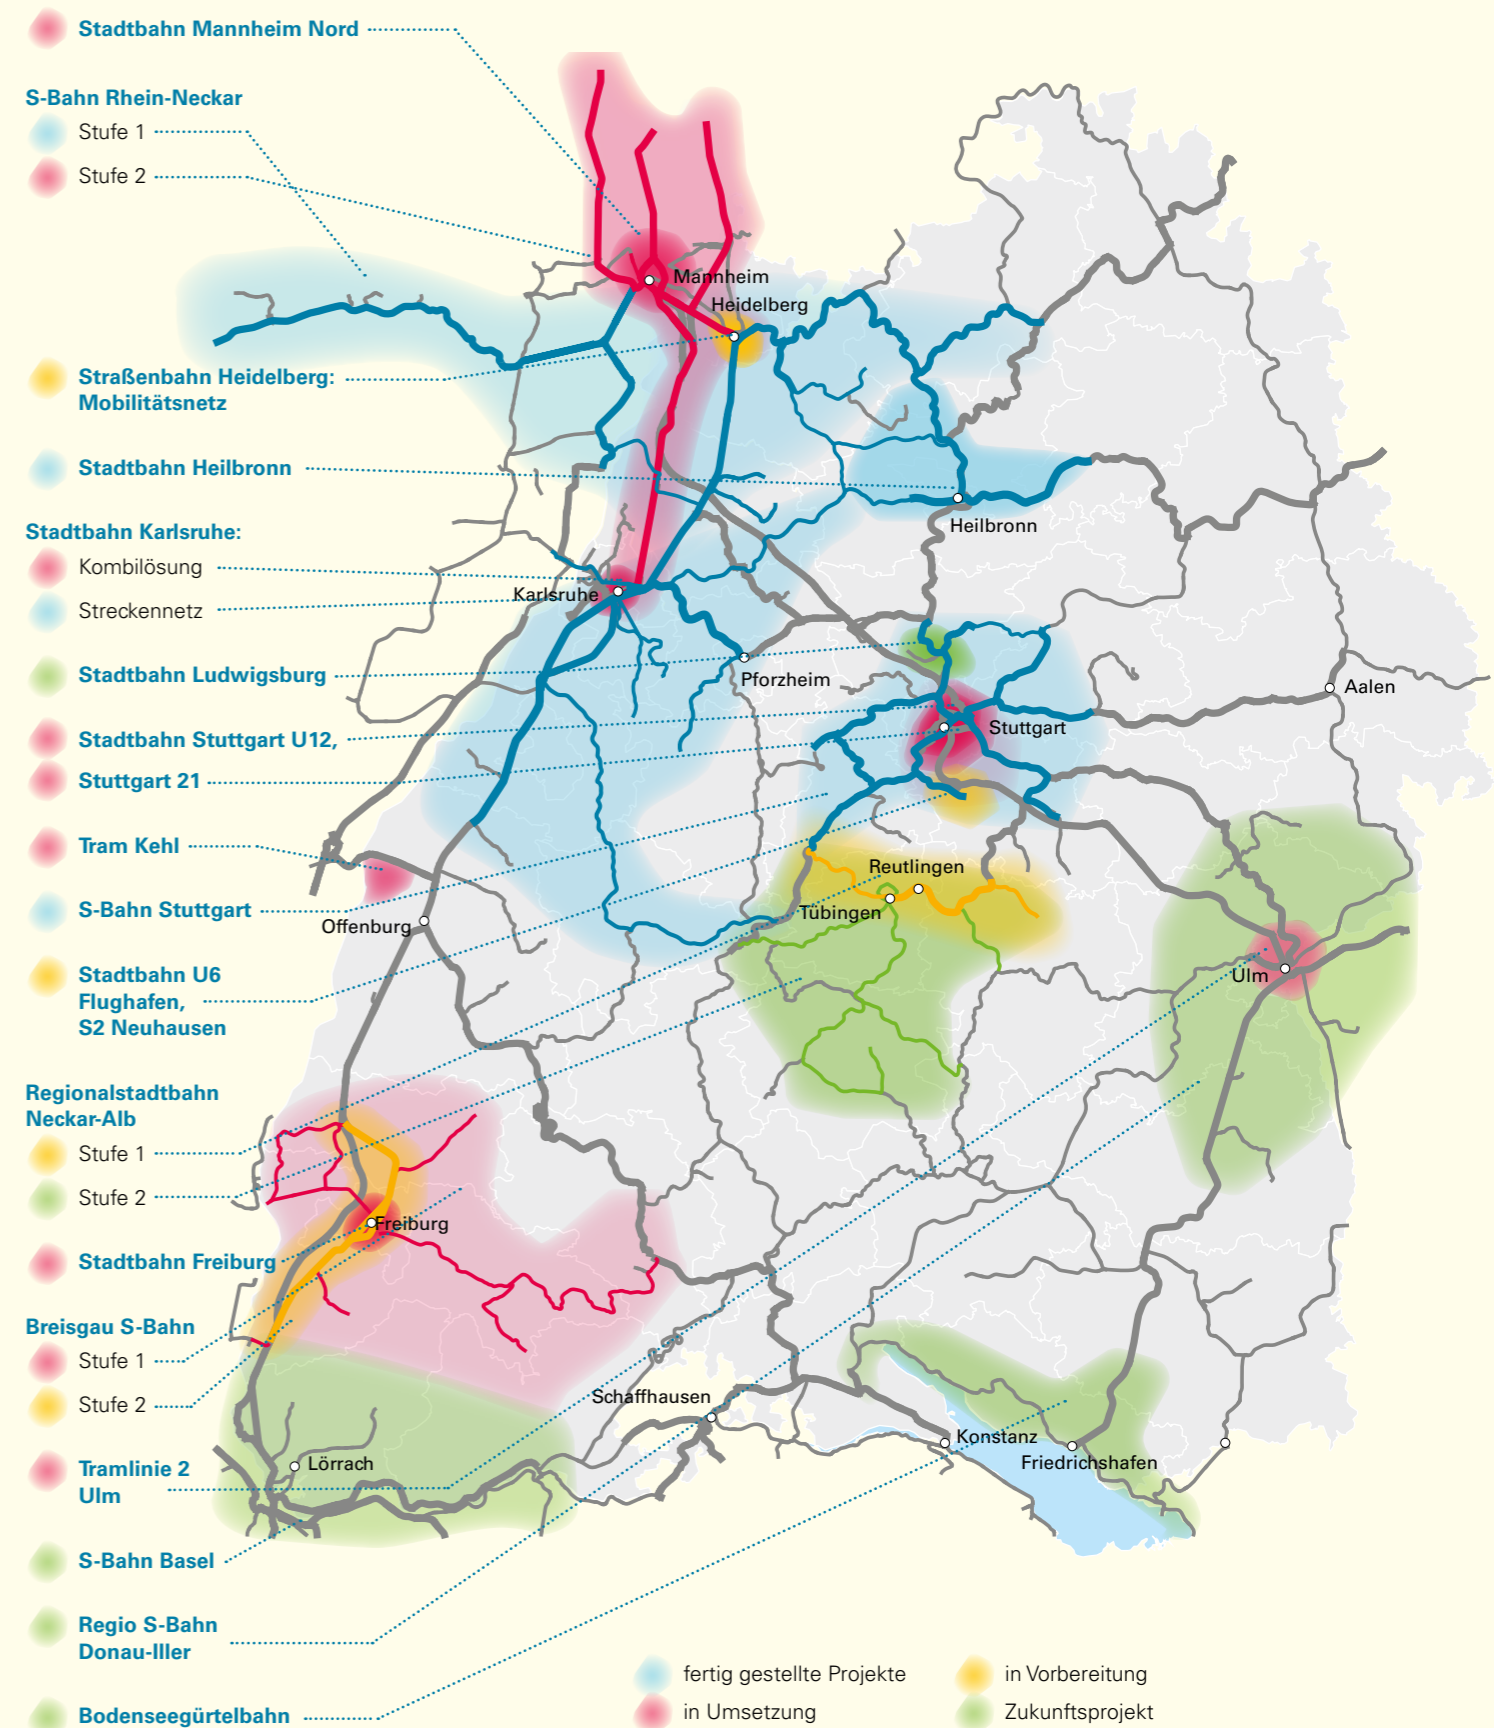 Stadtbahn Mannheim Nord
S-Bahn Rhein-Neckar
Stufe 1
Stufe 2
Straßenbahn Heidelberg:
Mobilitätsnetz
Stadtbahn Heilbronn
Stadtbahn Karlsruhe:
Kombilösung
Streckennetz
Stadtbahn Ludwigsburg
Stadtbahn Stuttgart U12,
Stuttgart 21
Tram Kehl
S-Bahn Stuttgart
Stadtbahn U6
Flughafen,
S2 Neuhausen
Regionalstadtbahn
Neckar-Alb
Stufe 1
Stufe 2
Stadtbahn Freiburg
Breisgau S-Bahn
Stufe 1
Stufe 2
Tramlinie 2
Ulm
S-Bahn Basel
Regio S-Bahn
Donau-Iller
Bodenseegürtelbahn
Mannheim
Heidelberg
Heilbronn
Karlsruhe
Pforzheim
Aalen
Stuttgart
Reutlingen
Tübingen
Offenburg
Ulm
Freiburg
Schaffhausen
Konstanz
Friedrichshafen
Lörrach
fertig gestellte Projekte
in Umsetzung
in Vorbereitung
Zukunftsprojekt